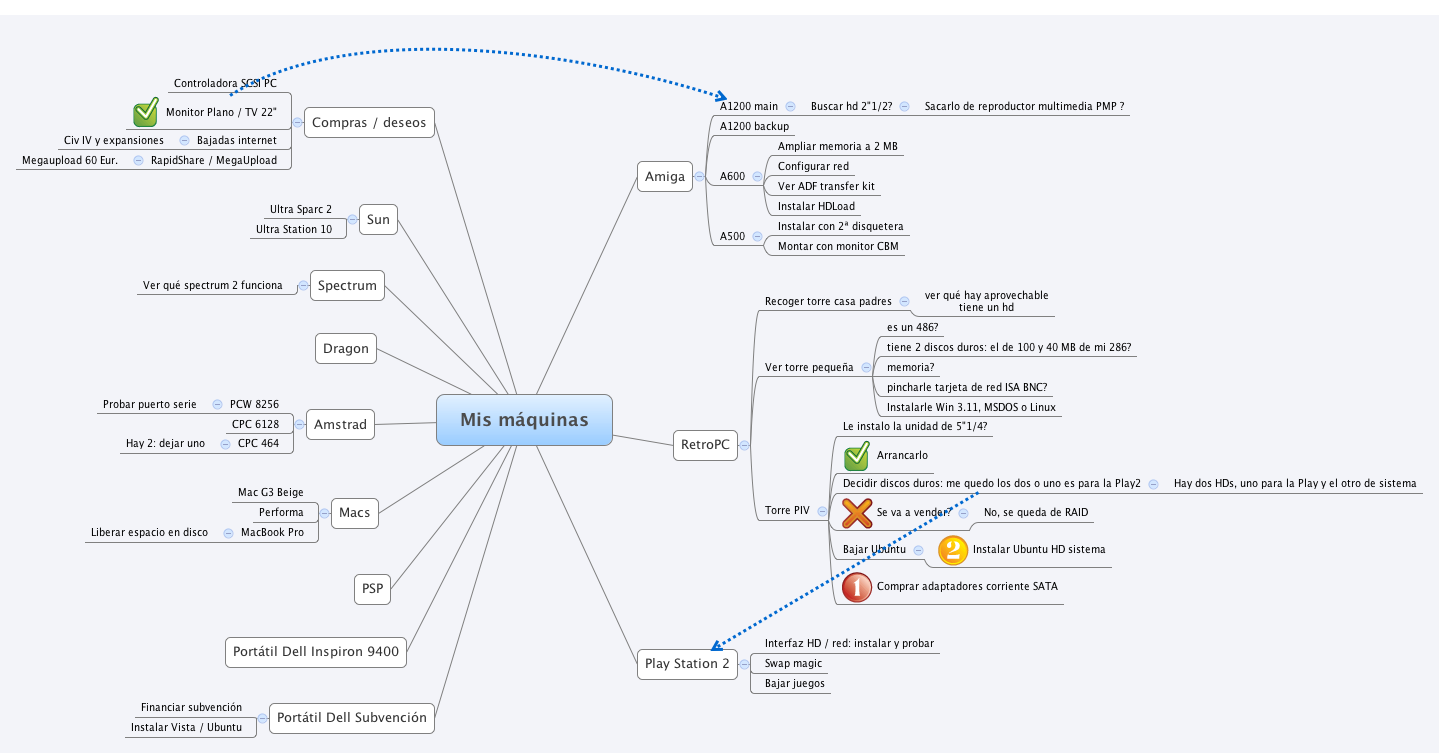 Mis máquinas
Compras / deseos
Controladora SCSI PC
Monitor Plano / TV 22"
Civ IV y expansiones
Bajadas internet
Megaupload 60 Eur.
RapidShare / MegaUpload
Sun
Ultra Sparc 2
Ultra Station 10
Spectrum
Ver qué spectrum 2 funciona
Dragon
Amstrad
Probar puerto serie
PCW 8256
CPC 6128
Hay 2: dejar uno
CPC 464
Macs
Mac G3 Beige
Performa
Liberar espacio en disco
MacBook Pro
PSP
Portátil Dell Inspiron 9400
Portátil Dell Subvención
Financiar subvención
Instalar Vista / Ubuntu
Amiga
A1200 main
Buscar hd 2"1/2?
Sacarlo de reproductor multimedia PMP ?
A1200 backup
A600
Ampliar memoria a 2 MB
Configurar red
Ver ADF transfer kit
Instalar HDLoad
A500
Instalar con 2ª disquetera
Montar con monitor CBM
RetroPC
Recoger torre casa padres
ver qué hay aprovechable
tiene un hd
Ver torre pequeña
es un 486?
tiene 2 discos duros: el de 100 y 40 MB de mi 286?
memoria?
pincharle tarjeta de red ISA BNC?
Instalarle Win 3.11, MSDOS o Linux
Torre PIV
Le instalo la unidad de 5"1/4?
Arrancarlo
Decidir discos duros: me quedo los dos o uno es para la Play2
Hay dos HDs, uno para la Play y el otro de sistema
Se va a vender?
No, se queda de RAID
Bajar Ubuntu
2
Instalar Ubuntu HD sistema
1
Comprar adaptadores corriente SATA
Play Station 2
Interfaz HD / red: instalar y probar
Swap magic
Bajar juegos